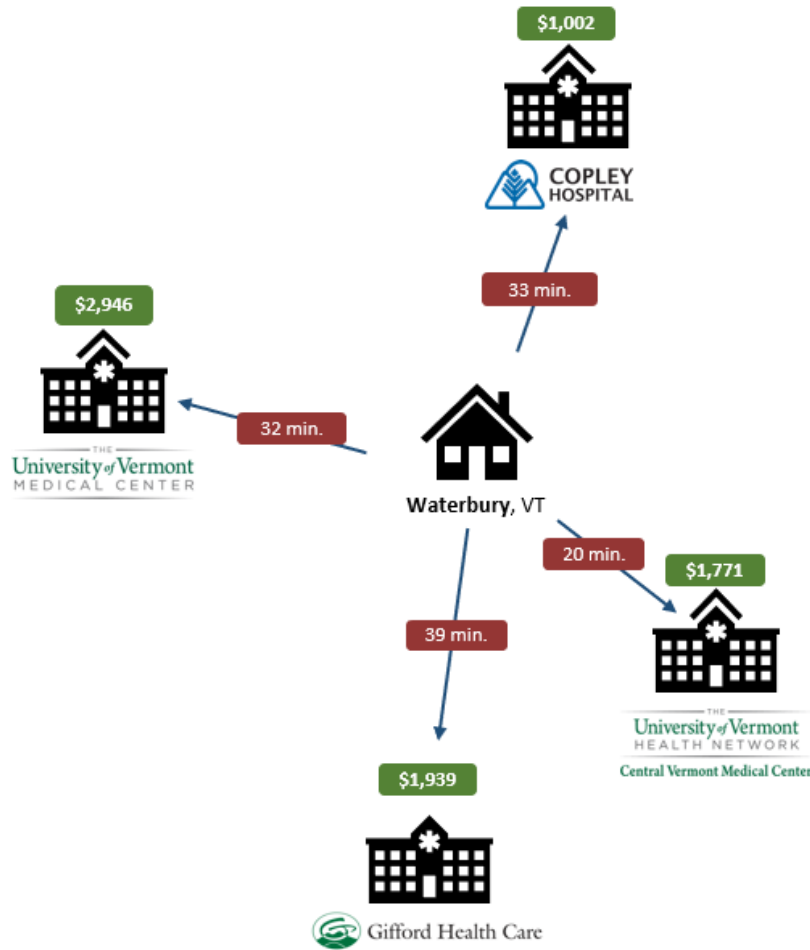 $1,002
COPLEY
HOSPITAL
33 min.
$2,946
32 min.
THE
University of Vermont
MEDICAL CENTER
Waterbury, VT
20 min.
$1,771
THE
University of Vermont
HEALTH NETWORK
Central Vermont Medical Center
39 min.
$1,939
Gifford Health Care